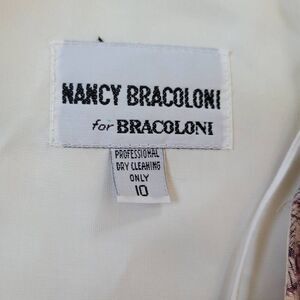 NANCY BRACOLONI
for BRACOLONI
PROFESSIONAL
DRY CLEANING
ONLY
10